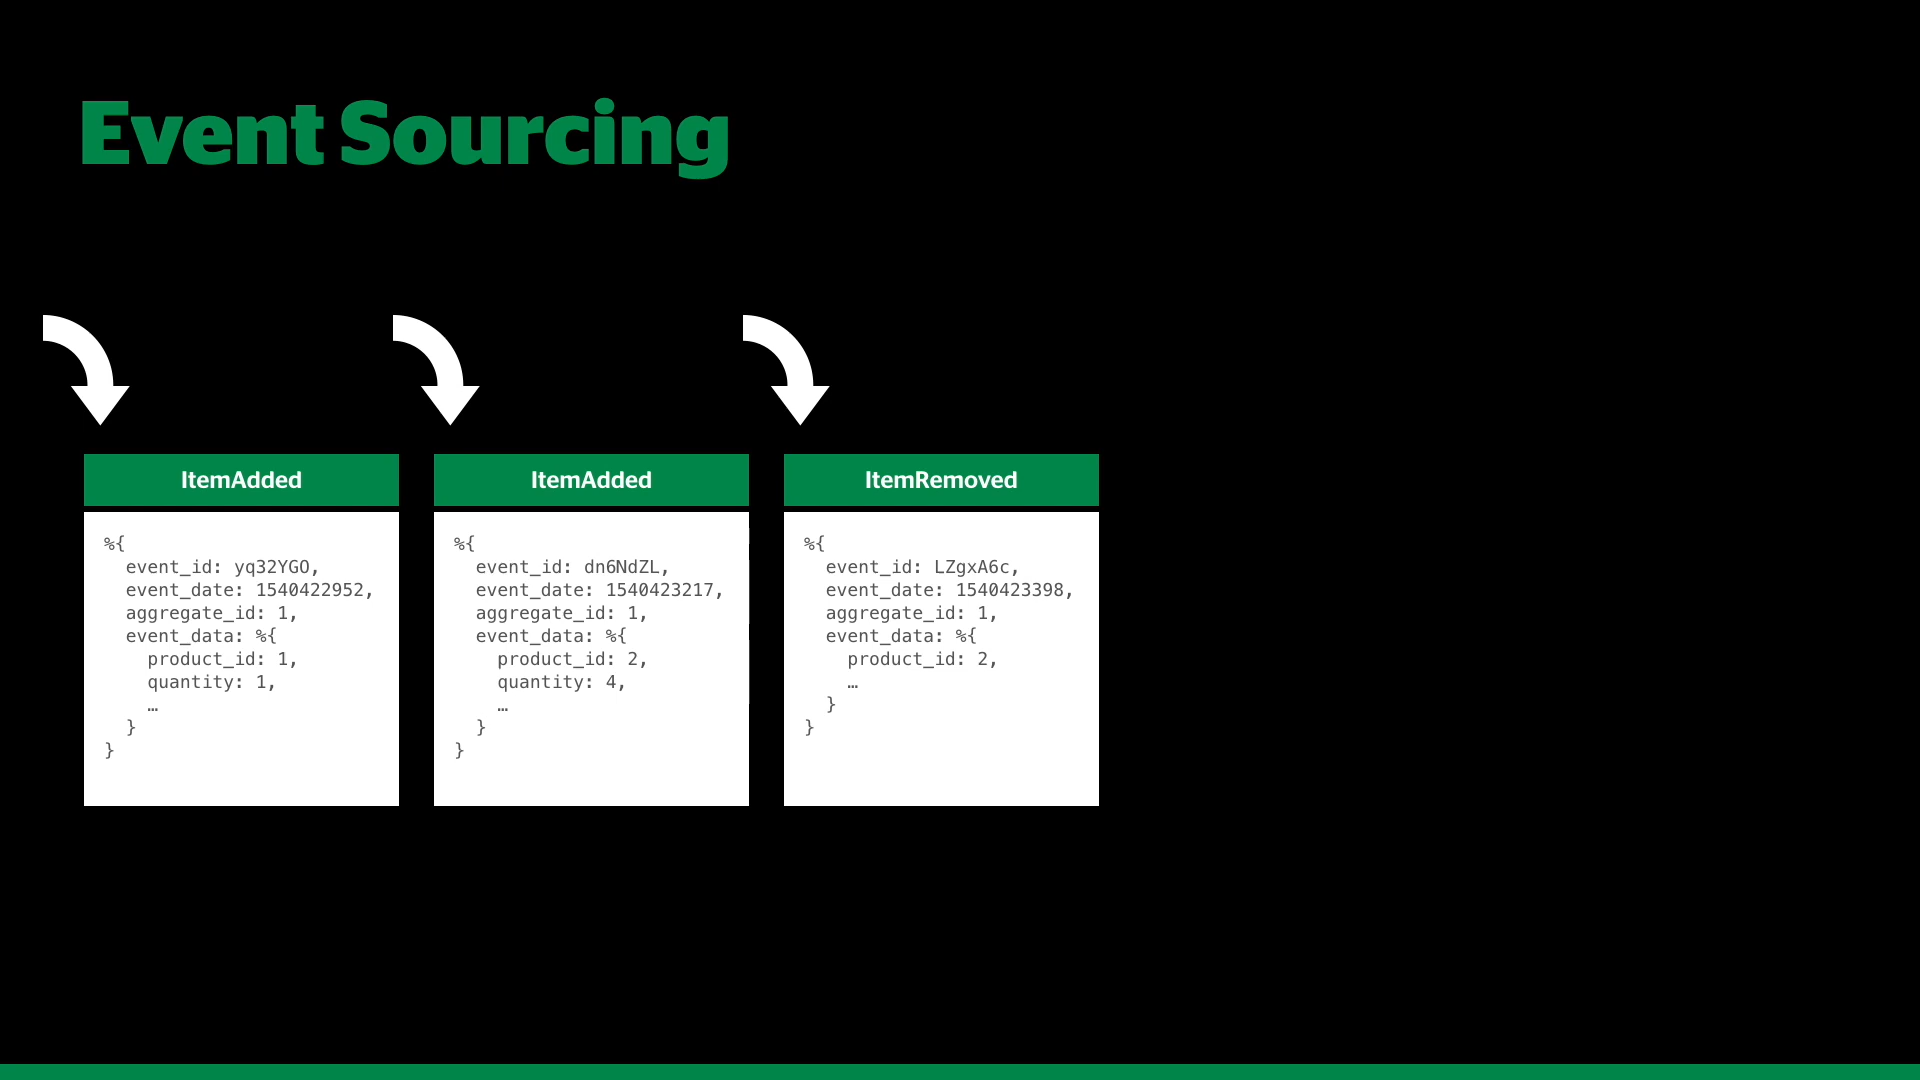 Event Sourcing
ItemAdded
%{
  event_id: yq32YGO,
  event_date: 1540422952,
  aggregate_id: 1,
  event_data: %{
    product_id: 1,
    quantity: 1,
    …
  }
}
ItemAdded
%{
  event_id: dn6NdZL,
  event_date: 1540423217,
  aggregate_id: 1,
  event_data: %{
    product_id: 2,
    quantity: 4,
    …
  }
}
ItemRemoved
%{
  event_id: LZgxA6c,
  event_date: 1540423398,
  aggregate_id: 1,
  event_data: %{
    product_id: 2,
    …
  }
}